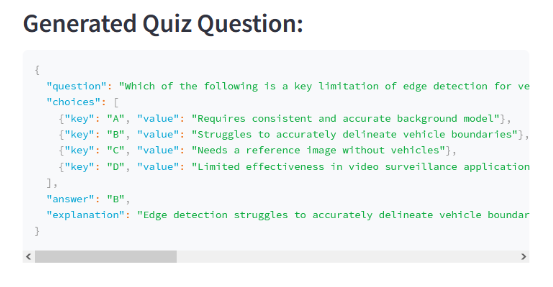 Generated Quiz Question:
{
"question": "Which of the following is a key limitation of edge detection for ve
"choices": [
{"key": "A", "value": "Requires consistent and accurate background model"},
{"key": "B", "value": "Struggles to accurately delineate vehicle boundaries"},
{"key": "C", "value": "Needs a reference image without vehicles"},
{"key": "D", "value": "Limited effectiveness in video surveillance application
],
"answer": "B",
"explanation": "Edge detection struggles to accurately delineate vehicle boundar
}